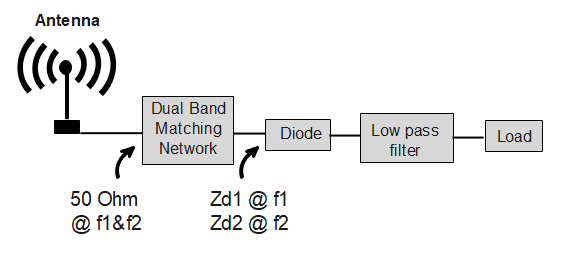 Antenna
Dual Band
Matching
Network
Diode
Low pass
filter
Load
50 Ohm
@ f1&f2
Zd1 @ f1
Zd2 @ f2